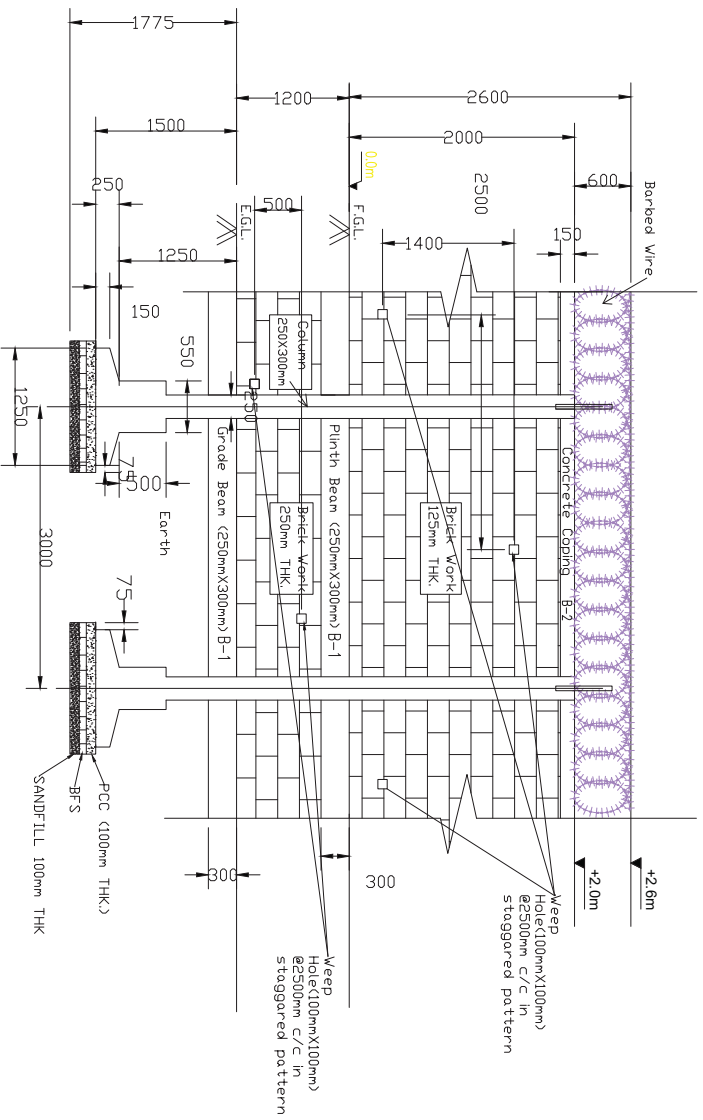 1775
1200
2600
1500
2000
250
0.0m
600
Barbed Wire
500
2500
E.G.L.
F.G.L.
1250
1400
150
150
Column
250X300mm
550
250
1250
75
500
Grade Beam (250mmX300mm) B-1
Plinth Beam (250mmX300mm) B-1
Concrete Coping B-2
Brick Work
250mm THK.
Brick Work
125mm THK.
Earth
3000
75
SANDFILL 100mm THK
BFS
PCC (100mm THK.)
300
300
+2.0m
+2.6m
Weep
Hole(100mmX100mm)
@2500mm c/c in
staggared pattern
Weep
Hole(100mmX100mm)
@2500mm c/c in
staggared pattern